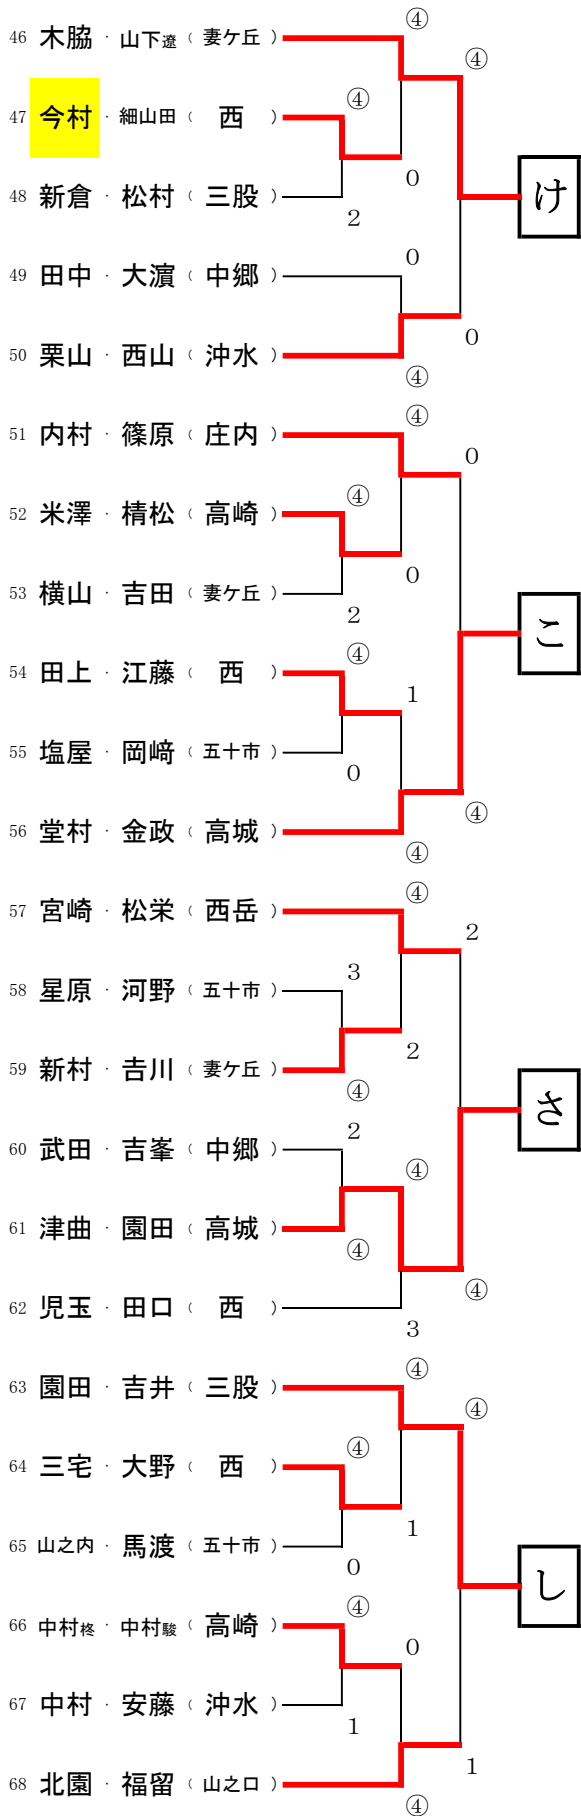 ④
46 木脇 ・ 山下遼 （ 妻ケ丘 ）
④
④
47 今村 ・ 細山田 （ 西 ）
0
け
48 新倉 ・ 松村 （ 三股 ）
2
0
49 田中 ・ 大濵 （ 中郷 ）
0
50 栗山 ・ 西山 （ 沖水 ）
④
④
51 内村 ・ 篠原 （ 庄内 ）
0
④
52 米澤 ・ 棈松 （ 高崎 ）
0
53 横山 ・ 吉田 （ 妻ケ丘 ）
2
こ
④
54 田上 ・ 江藤 （ 西 ）
1
55 塩屋 ・ 岡﨑 （ 五十市 ）
0
④
56 堂村 ・ 金政 （ 高城 ）
④
④
57 宮崎 ・ 松栄 （ 西岳 ）
2
3
58 星原 ・ 河野 （ 五十市 ）
2
59 新村 ・ 𠮷川 （ 妻ケ丘 ）
④
さ
2
60 武田 ・ 吉峯 （ 中郷 ）
④
61 津曲 ・ 園田 （ 高城 ）
④
④
62 児玉 ・ 田口 （ 西 ）
3
④
63 園田 ・ 吉井 （ 三股 ）
④
④
64 三宅 ・ 大野 （ 西 ）
1
65 山之内 ・ 馬渡 （ 五十市 ）
0
し
④
66 中村柊 ・ 中村駿 （ 高崎 ）
0
67 中村 ・ 安藤 （ 沖水 ）
1
1
68 北園 ・ 福留 （ 山之口 ）
④